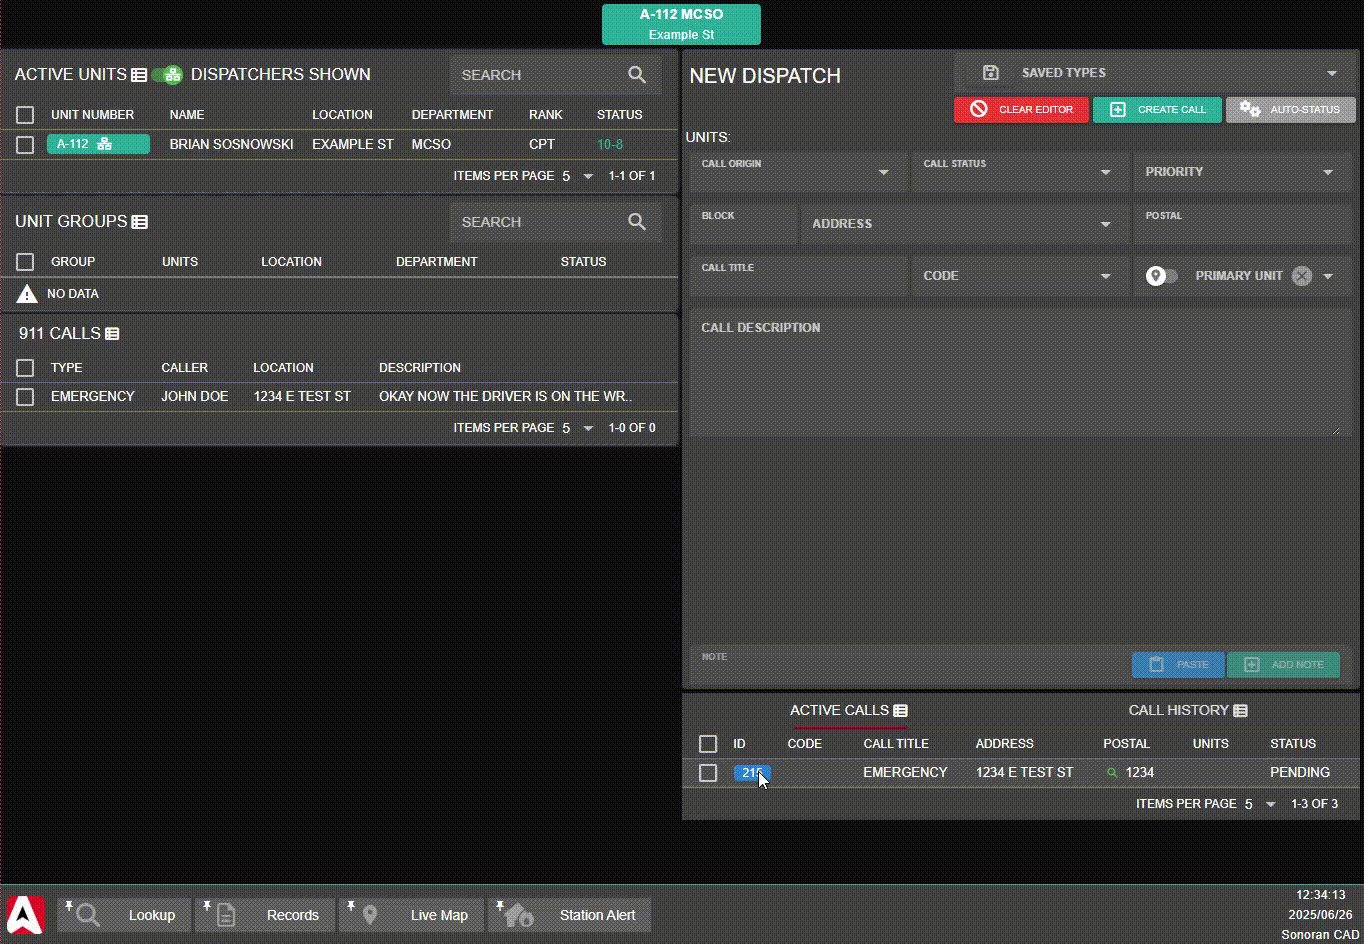 A-112 MCSO
Example St
ACTIVE UNITS DISPATCHERS SHOWN
SEARCH
UNIT NUMBER NAME LOCATION DEPARTMENT RANK STATUS
A-112 BRIAN SOSNOWSKI EXAMPLE ST MCSO CPT 10-8
ITEMS PER PAGE 5 1-1 OF 1
UNIT GROUPS
SEARCH
GROUP UNITS LOCATION DEPARTMENT STATUS
NO DATA
911 CALLS
TYPE CALLER LOCATION DESCRIPTION
EMERGENCY JOHN DOE 1234 E TEST ST OKAY NOW THE DRIVER IS ON THE WR..
ITEMS PER PAGE 5 1-0 OF 0
NEW DISPATCH
SAVED TYPES
CLEAR EDITOR CREATE CALL AUTO-STATUS
UNITS:
CALL ORIGIN CALL STATUS PRIORITY
BLOCK ADDRESS POSTAL
CALL TITLE CODE PRIMARY UNIT
CALL DESCRIPTION
NOTE PASTE ADD NOTE
ACTIVE CALLS CALL HISTORY
ID CODE CALL TITLE ADDRESS POSTAL UNITS STATUS
215 EMERGENCY 1234 E TEST ST 1234 PENDING
ITEMS PER PAGE 5 1-3 OF 3
Lookup Records Live Map Station Alert
12:34:13
2025/06/26
Sonoran CAD